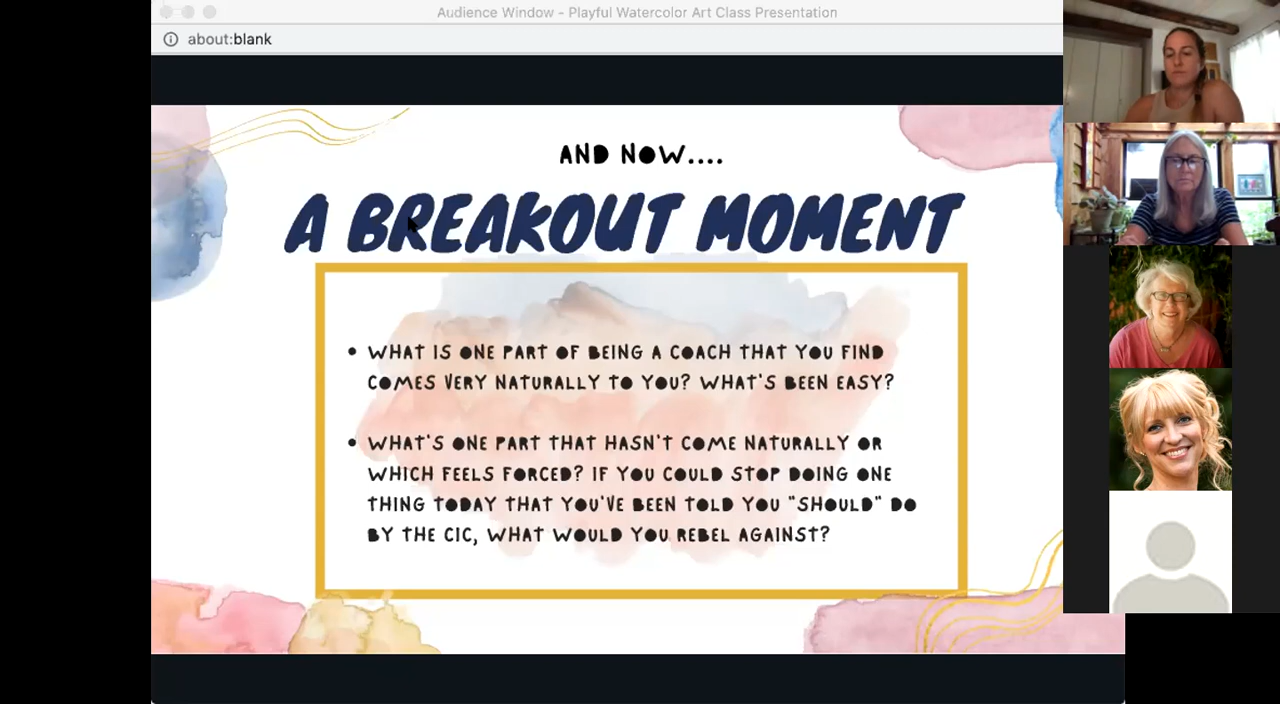 Audience Window - Playful Watercolor Art Class Presentation
about:blank
AND NOW....
A BREAKOUT MOMENT
• WHAT IS ONE PART OF BEING A COACH THAT YOU FIND
COMES VERY NATURALLY TO YOU? WHAT'S BEEN EASY?
• WHAT'S ONE PART THAT HASN'T COME NATURALLY OR
WHICH FEELS FORCED? IF YOU COULD STOP DOING ONE
THING TODAY THAT YOU'VE BEEN TOLD YOU "SHOULD" DO
BY THE CIC, WHAT WOULD YOU REBEL AGAINST?